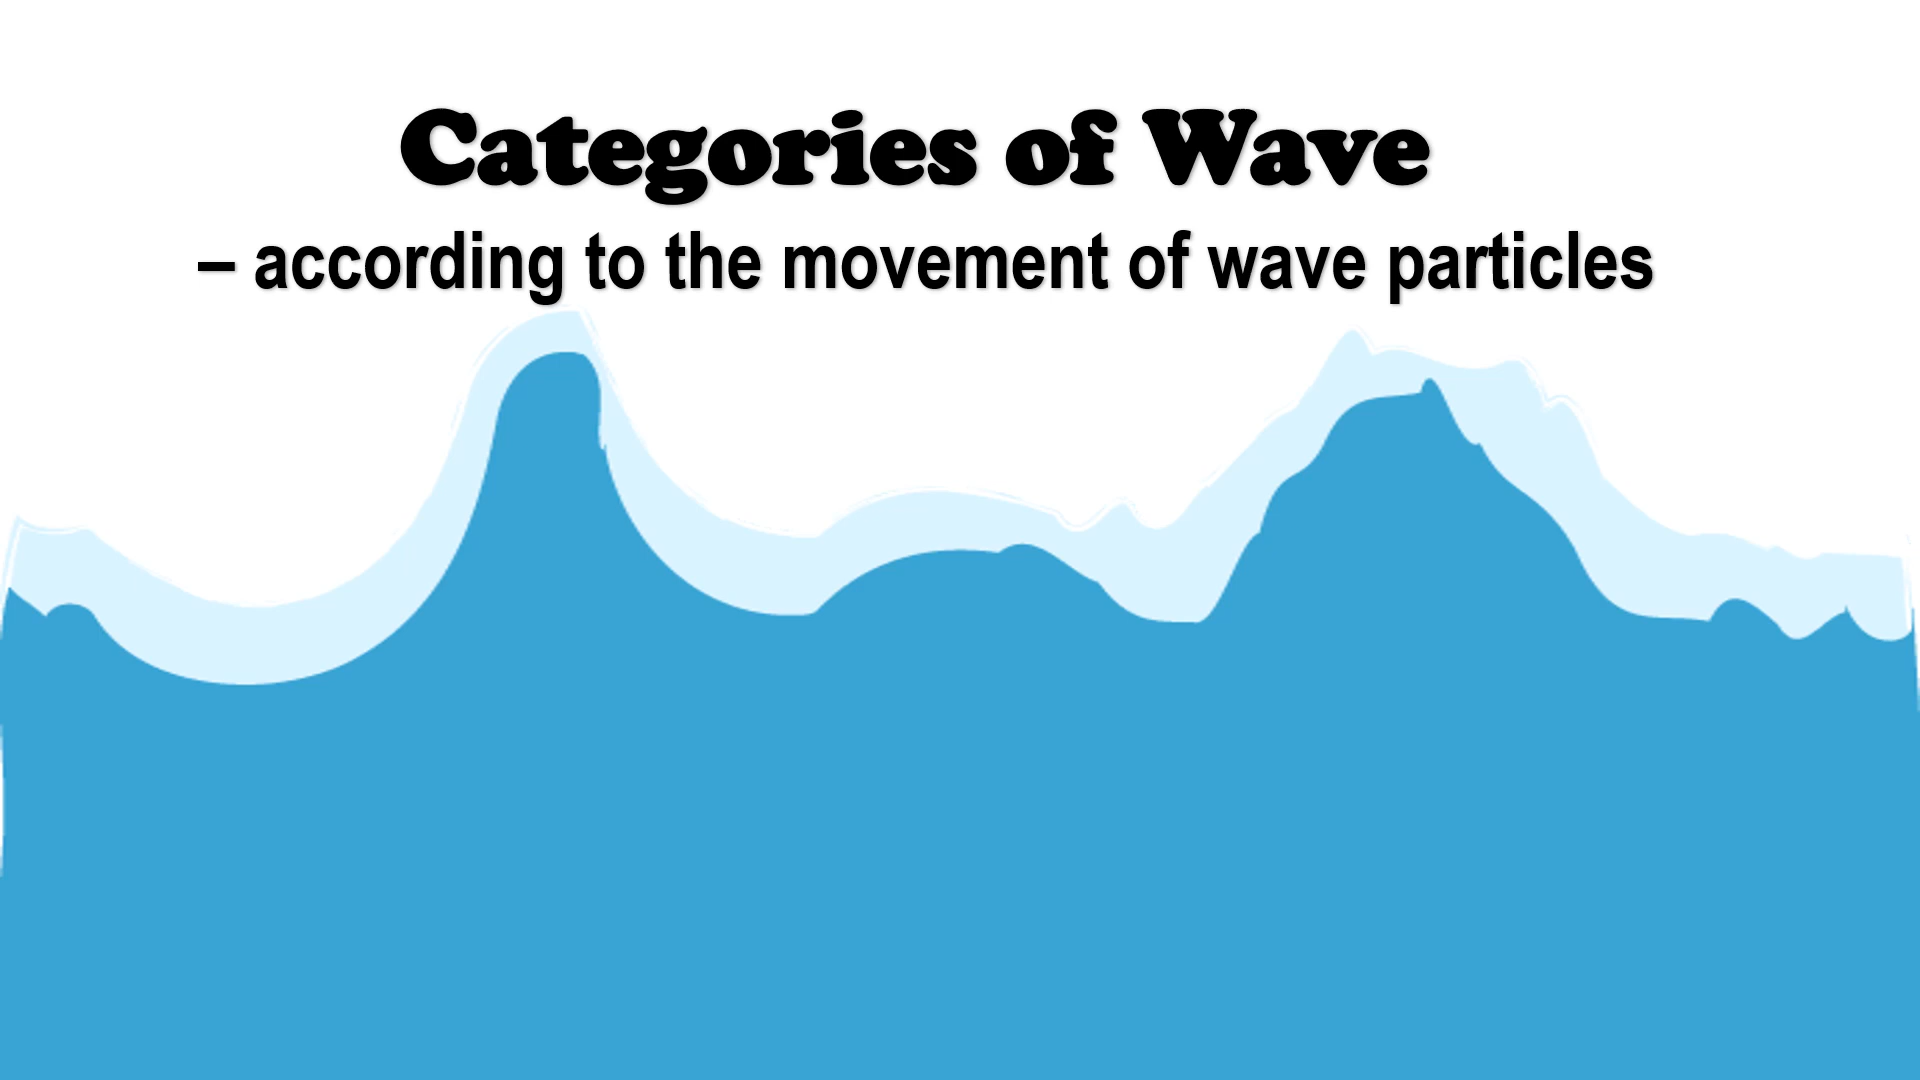 Categories of Wave
– according to the movement of wave particles